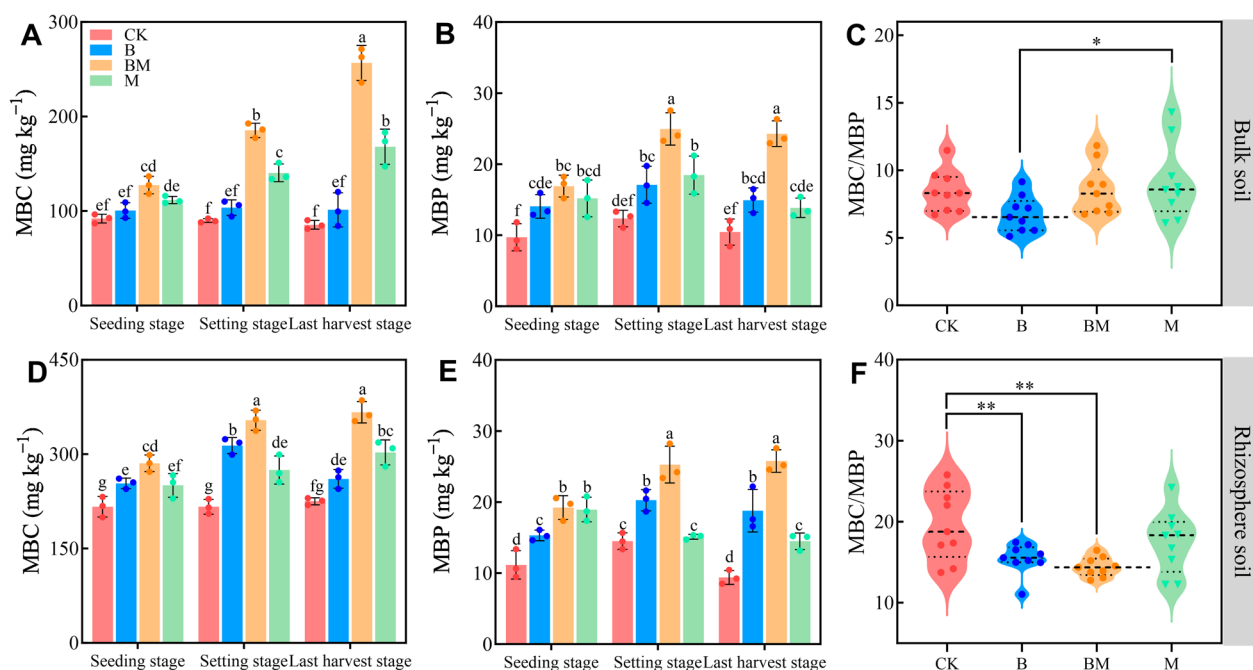 A
MBC (mg kg⁻¹)
300
200
100
0
CK
B
BM
M
ef
ef
cd
de
f
ef
b
c
f
ef
a
b
Seeding stage
Setting stage
Last harvest stage
B
MBP (mg kg⁻¹)
40
30
20
10
0
f
cde
bcd
bcd
def
bc
a
b
ef
bcd
a
cde
Seeding stage
Setting stage
Last harvest stage
C
MBC/MBP
20
15
10
5
0
*
CK
B
BM
M
Bulk soil
D
MBC (mg kg⁻¹)
450
300
150
0
g
e
cd
ef
g
b
a
de
fg
de
a
bc
Seeding stage
Setting stage
Last harvest stage
E
MBP (mg kg⁻¹)
40
30
20
10
0
d
c
b
b
c
b
a
c
d
b
a
c
Seeding stage
Setting stage
Last harvest stage
F
MBC/MBP
40
30
20
10
**
**
CK
B
BM
M
Rhizosphere soil